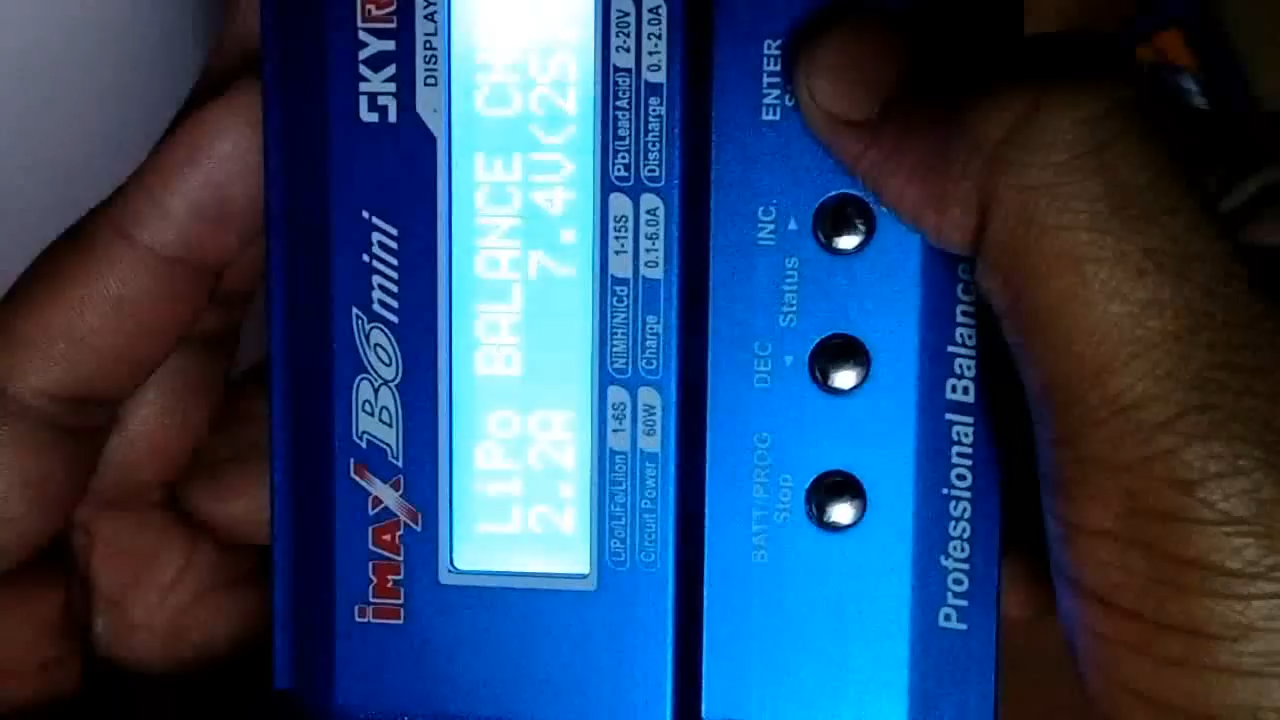 iMAX B6mini SKYR
DISPLAY
LiPo BALANCE CH
2.2A 7.4V(2S
LiPo/LiFe/LiIon 1-6S NiMH/NiCd 1-15S Pb(Lead Acid) 2-20V
Circuit Power 60W Charge 0.1-6.0A Discharge 0.1-2.0A
BATT/PROG DEC INC. ENTER
Stop ◄ Status ►
Professional Balance